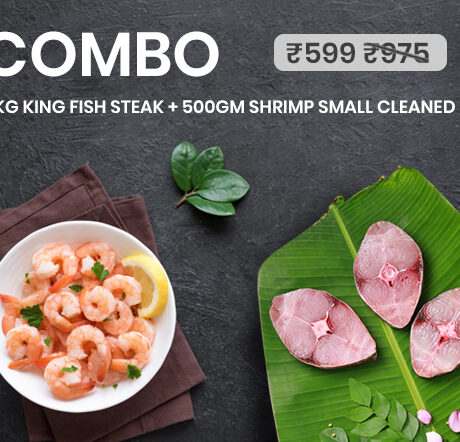 COMBO
₹599 ₹975
KG KING FISH STEAK + 500GM SHRIMP SMALL CLEANED